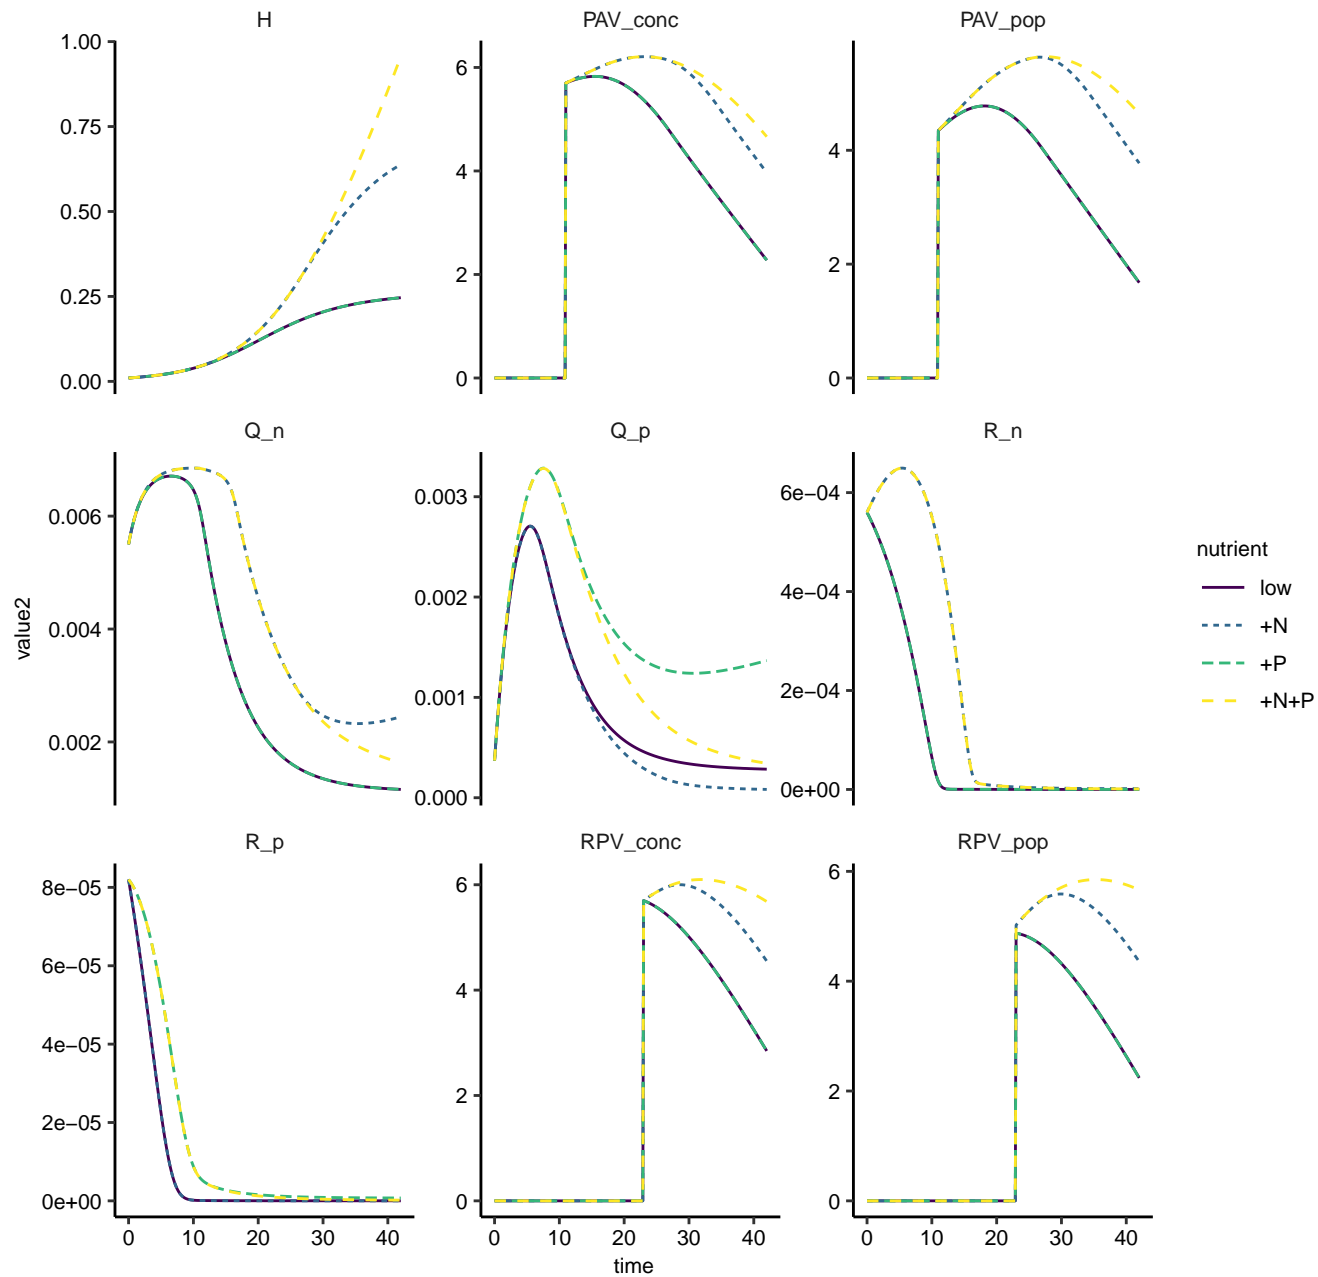 H
PAV_conc
PAV_pop
1.00
0.75
0.50
0.25
0.00
6
4
2
0
4
2
0
Q_n
Q_p
R_n
0.006
0.004
0.002
0.003
0.002
0.001
0.000
6e−04
4e−04
2e−04
0e+00
value2
nutrient
low
+N
+P
+N+P
R_p
RPV_conc
RPV_pop
8e−05
6e−05
4e−05
2e−05
0e+00
6
4
2
0
6
4
2
0
0 10 20 30 40
0 10 20 30 40
0 10 20 30 40
time